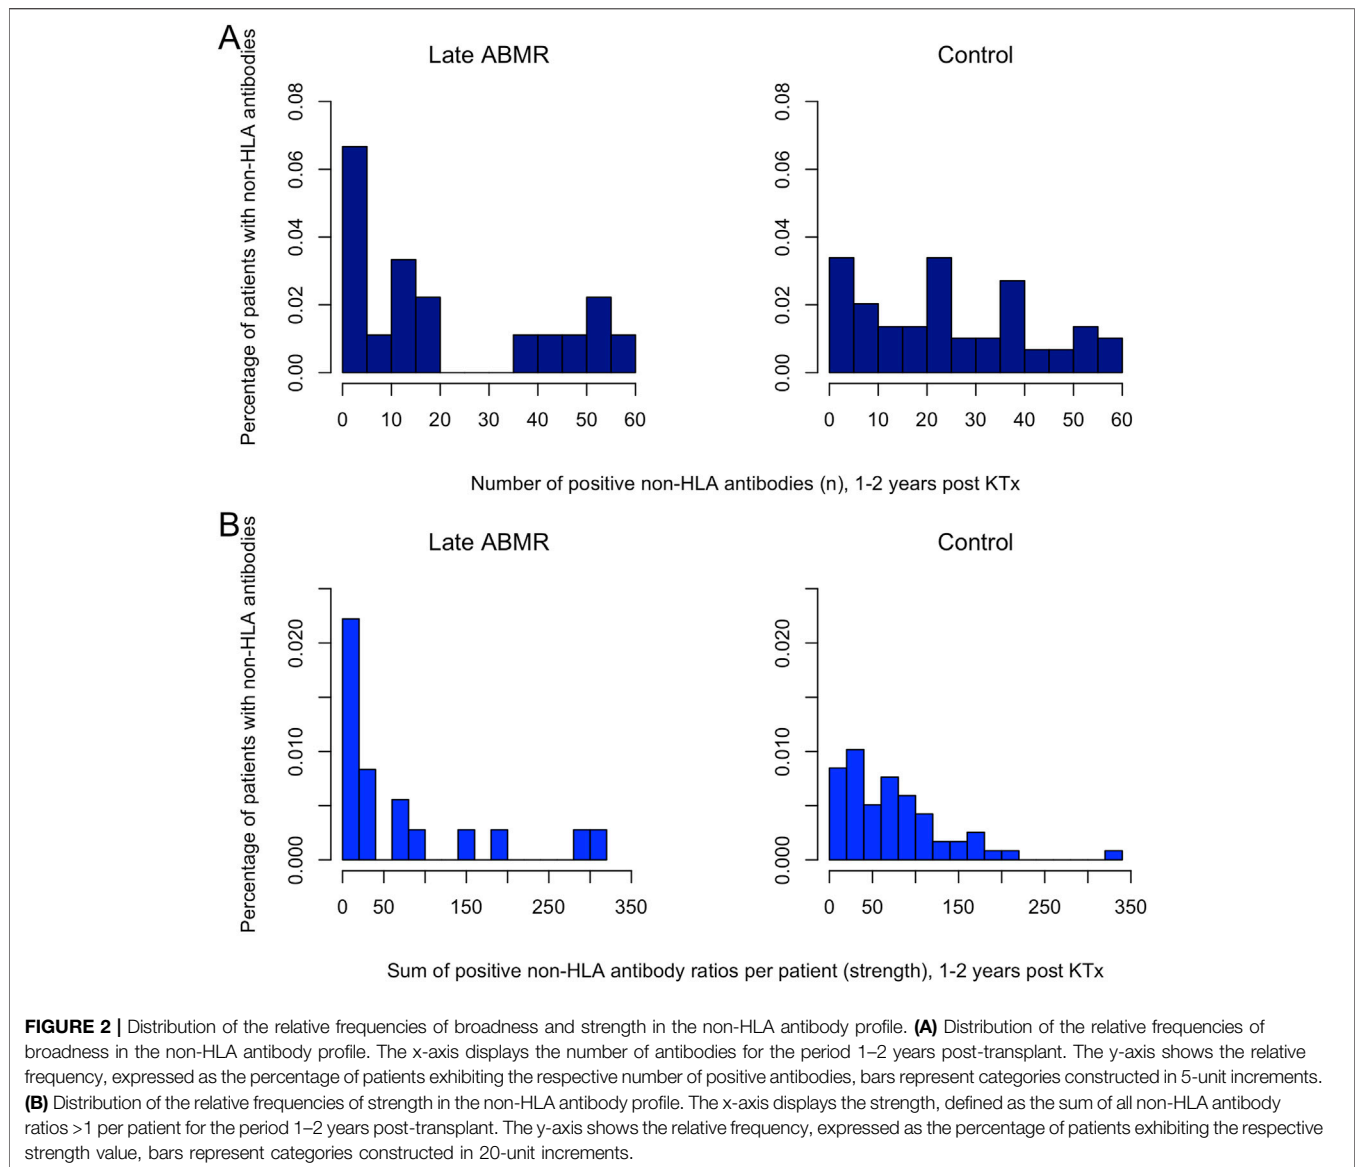 A
Percentage of patients with non-HLA antibodies
Late ABMR
0.00 0.02 0.04 0.06 0.08
0 10 20 30 40 50 60
Control
0.00 0.02 0.04 0.06 0.08
0 10 20 30 40 50 60
Number of positive non-HLA antibodies (n), 1-2 years post KTx
B
Percentage of patients with non-HLA antibodies
Late ABMR
0.000 0.010 0.020
0 50 150 250 350
Control
0.000 0.010 0.020
0 50 150 250 350
Sum of positive non-HLA antibody ratios per patient (strength), 1-2 years post KTx
FIGURE 2 | Distribution of the relative frequencies of broadness and strength in the non-HLA antibody profile. (A) Distribution of the relative frequencies of
broadness in the non-HLA antibody profile. The x-axis displays the number of antibodies for the period 1–2 years post-transplant. The y-axis shows the relative
frequency, expressed as the percentage of patients exhibiting the respective number of positive antibodies, bars represent categories constructed in 5-unit increments.
(B) Distribution of the relative frequencies of strength in the non-HLA antibody profile. The x-axis displays the strength, defined as the sum of all non-HLA antibody
ratios >1 per patient for the period 1–2 years post-transplant. The y-axis shows the relative frequency, expressed as the percentage of patients exhibiting the respective
strength value, bars represent categories constructed in 20-unit increments.